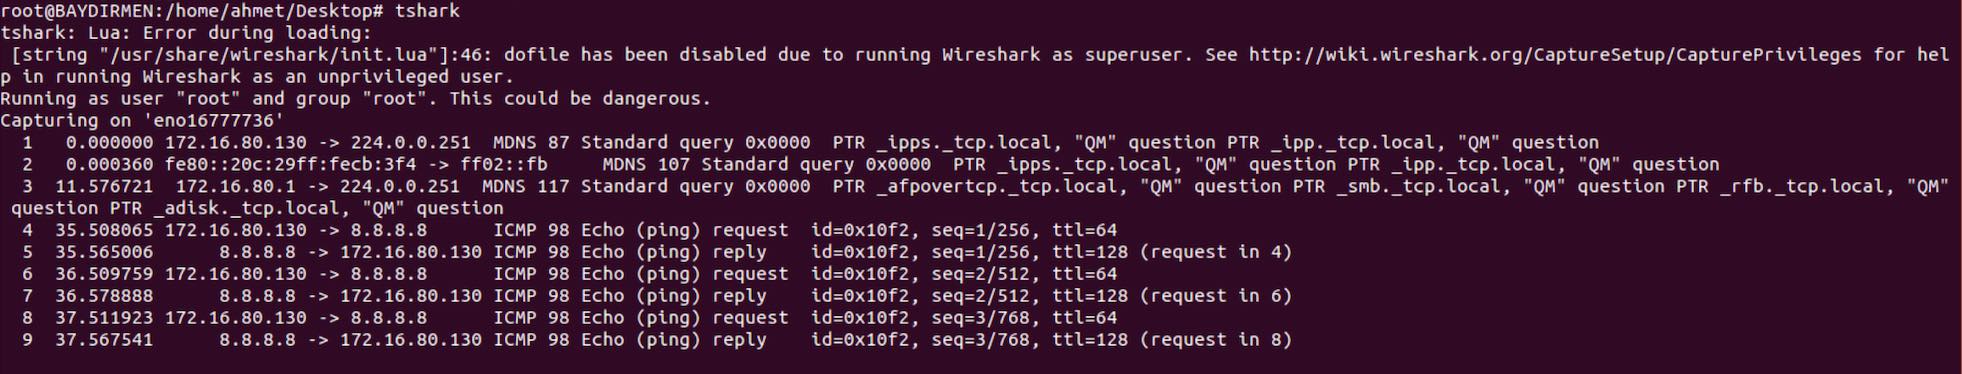 root@BAYDIRMEN:/home/ahmet/Desktop# tshark
tshark: Lua: Error during loading:
 [string "/usr/share/wireshark/init.lua"]:46: dofile has been disabled due to running Wireshark as superuser. See http://wiki.wireshark.org/CaptureSetup/CapturePrivileges for hel
p in running Wireshark as an unprivileged user.
Running as user "root" and group "root". This could be dangerous.
Capturing on 'eno16777736'
  1   0.000000 172.16.80.130 -> 224.0.0.251  MDNS 87 Standard query 0x0000  PTR _ipps._tcp.local, "QM" question PTR _ipp._tcp.local, "QM" question
  2   0.000360 fe80::20c:29ff:fecb:3f4 -> ff02::fb     MDNS 107 Standard query 0x0000  PTR _ipps._tcp.local, "QM" question PTR _ipp._tcp.local, "QM" question
  3  11.576721  172.16.80.1 -> 224.0.0.251  MDNS 117 Standard query 0x0000  PTR _afpovertcp._tcp.local, "QM" question PTR _smb._tcp.local, "QM" question PTR _rfb._tcp.local, "QM"
 question PTR _adisk._tcp.local, "QM" question
  4  35.508065 172.16.80.130 -> 8.8.8.8      ICMP 98 Echo (ping) request  id=0x10f2, seq=1/256, ttl=64
  5  35.565006      8.8.8.8 -> 172.16.80.130 ICMP 98 Echo (ping) reply    id=0x10f2, seq=1/256, ttl=128 (request in 4)
  6  36.509759 172.16.80.130 -> 8.8.8.8      ICMP 98 Echo (ping) request  id=0x10f2, seq=2/512, ttl=64
  7  36.578888      8.8.8.8 -> 172.16.80.130 ICMP 98 Echo (ping) reply    id=0x10f2, seq=2/512, ttl=128 (request in 6)
  8  37.511923 172.16.80.130 -> 8.8.8.8      ICMP 98 Echo (ping) request  id=0x10f2, seq=3/768, ttl=64
  9  37.567541      8.8.8.8 -> 172.16.80.130 ICMP 98 Echo (ping) reply    id=0x10f2, seq=3/768, ttl=128 (request in 8)